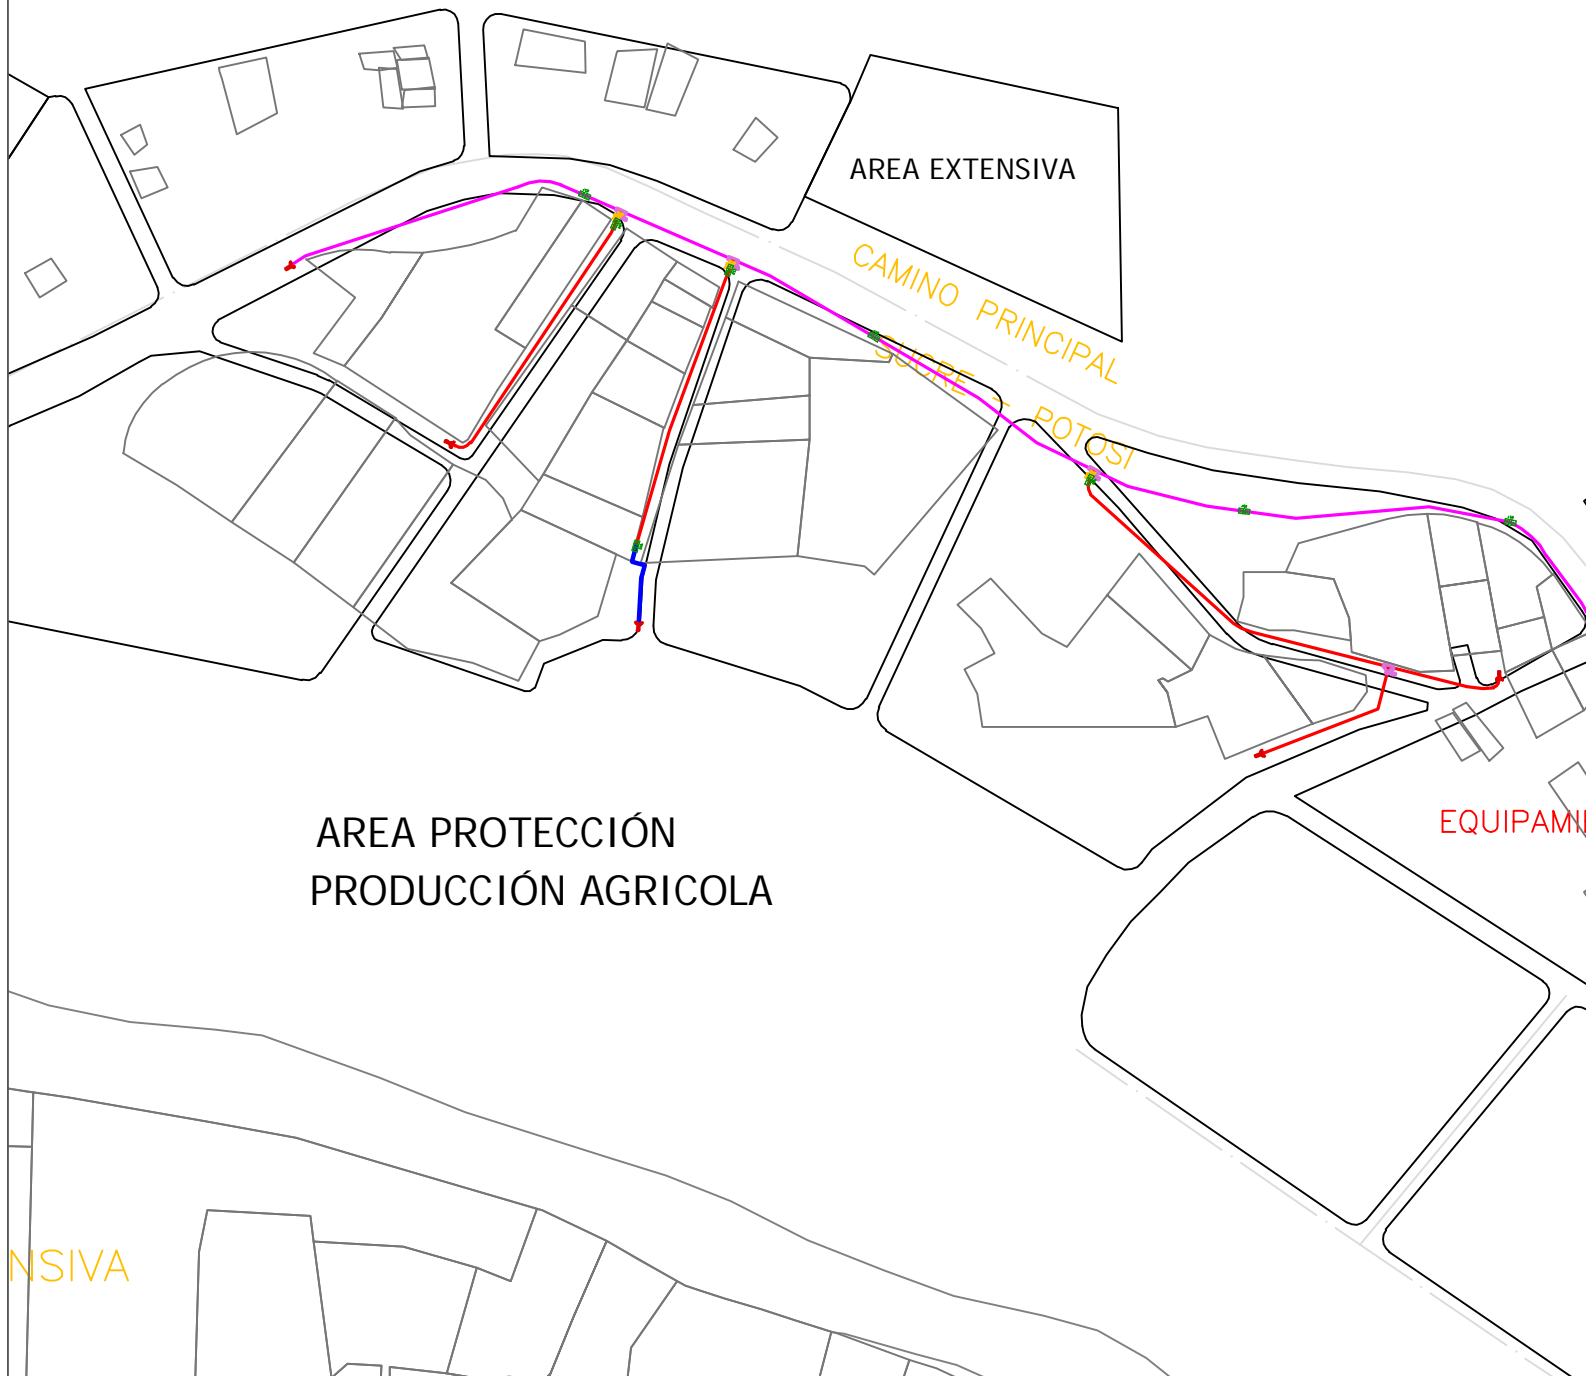 AREA EXTENSIVA
CAMINO PRINCIPAL
SUCRE - POTOSI
AREA PROTECCIÓN
PRODUCCIÓN AGRICOLA
EQUIPAMI
NSIVA